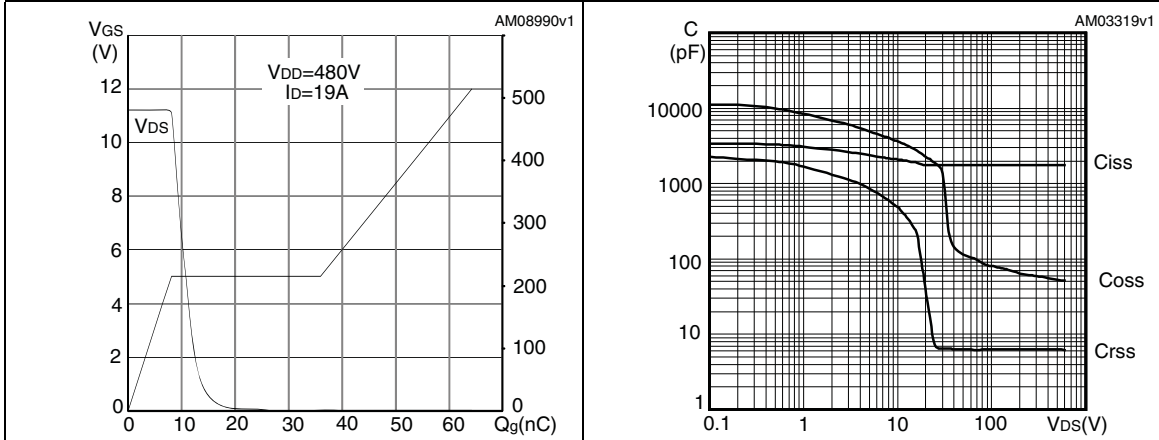 AM08990v1
VGS
(V)
VDD=480V
ID=19A
VDS
12
10
8
6
4
2
0
500
400
300
200
100
0
0 10 20 30 40 50 60 Qg(nC)
AM03319v1
C
(pF)
10000
1000
100
10
1
Ciss
Coss
Crss
0.1 1 10 100 VDS(V)